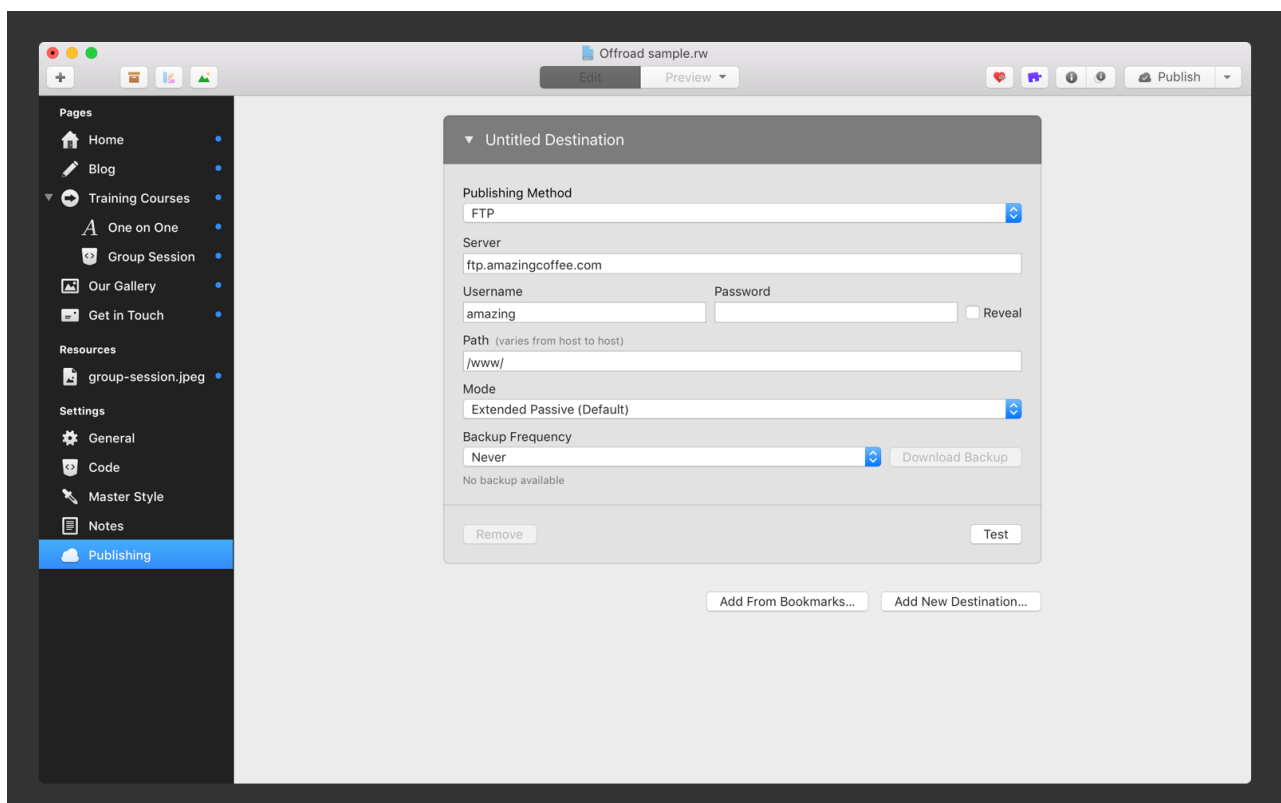 Offroad sample.rw
Edit Preview Publish
Pages
Home
Blog
Training Courses
A One on One
Group Session
Our Gallery
Get in Touch
Resources
group-session.jpeg
Settings
General
Code
Master Style
Notes
Publishing
Untitled Destination
Publishing Method
FTP
Server
ftp.amazingcoffee.com
Username Password
amazing Reveal
Path (varies from host to host)
/www/
Mode
Extended Passive (Default)
Backup Frequency
Never Download Backup
No backup available
Remove Test
Add From Bookmarks... Add New Destination...